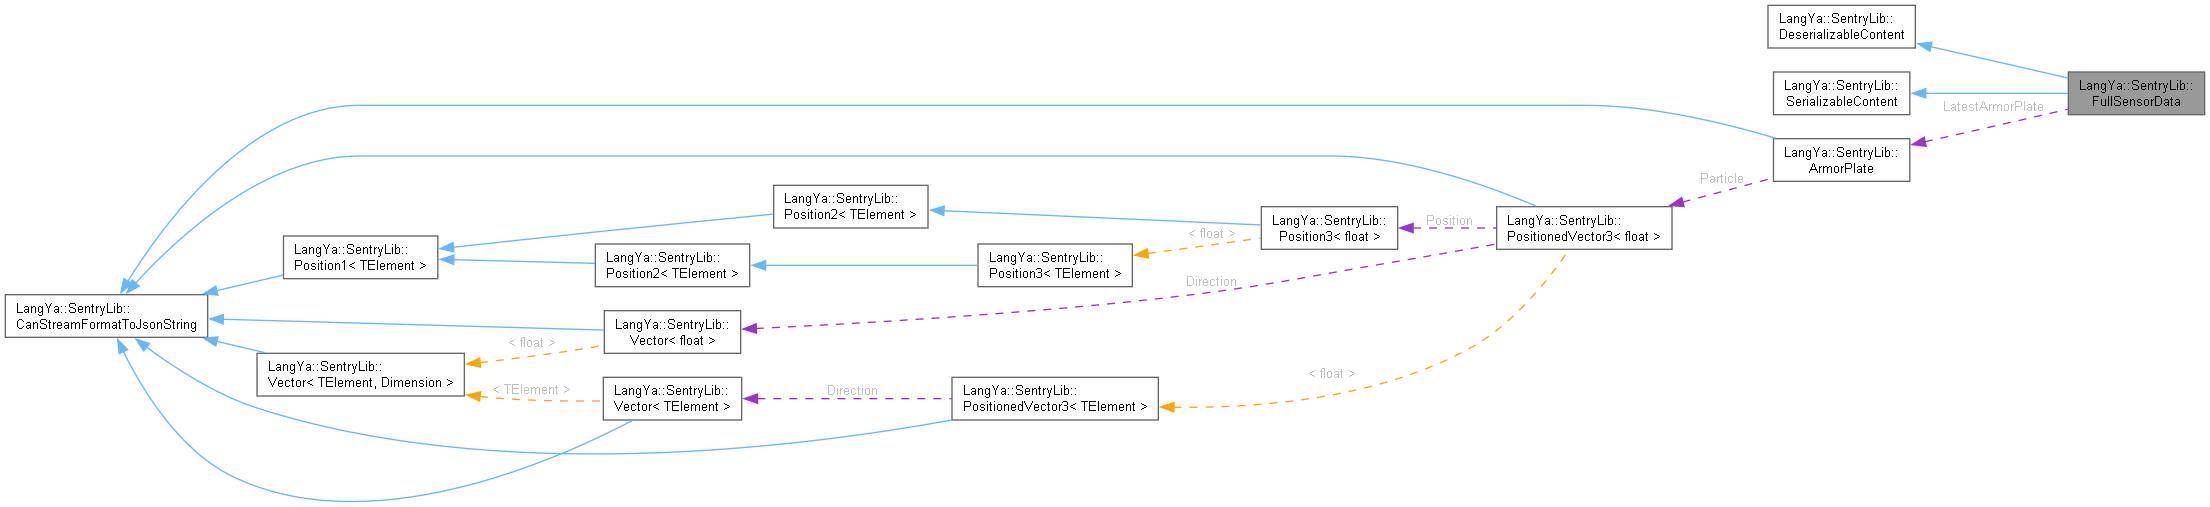 LangYa::SentryLib::
DeserializableContent
LangYa::SentryLib::
SerializableContent
LangYa::SentryLib::
FullSensorData
LatestArmorPlate
LangYa::SentryLib::
ArmorPlate
Particle
LangYa::SentryLib::
Position2< TElement >
LangYa::SentryLib::
Position3< float >
Position
LangYa::SentryLib::
PositionedVector3< float >
< float >
LangYa::SentryLib::
Position1< TElement >
LangYa::SentryLib::
Position2< TElement >
LangYa::SentryLib::
Position3< TElement >
Direction
LangYa::SentryLib::
CanStreamFormatToJsonString
LangYa::SentryLib::
Vector< float >
< float >
LangYa::SentryLib::
Vector< TElement, Dimension >
< TElement >
LangYa::SentryLib::
Vector< TElement >
Direction
LangYa::SentryLib::
PositionedVector3< TElement >
< float >